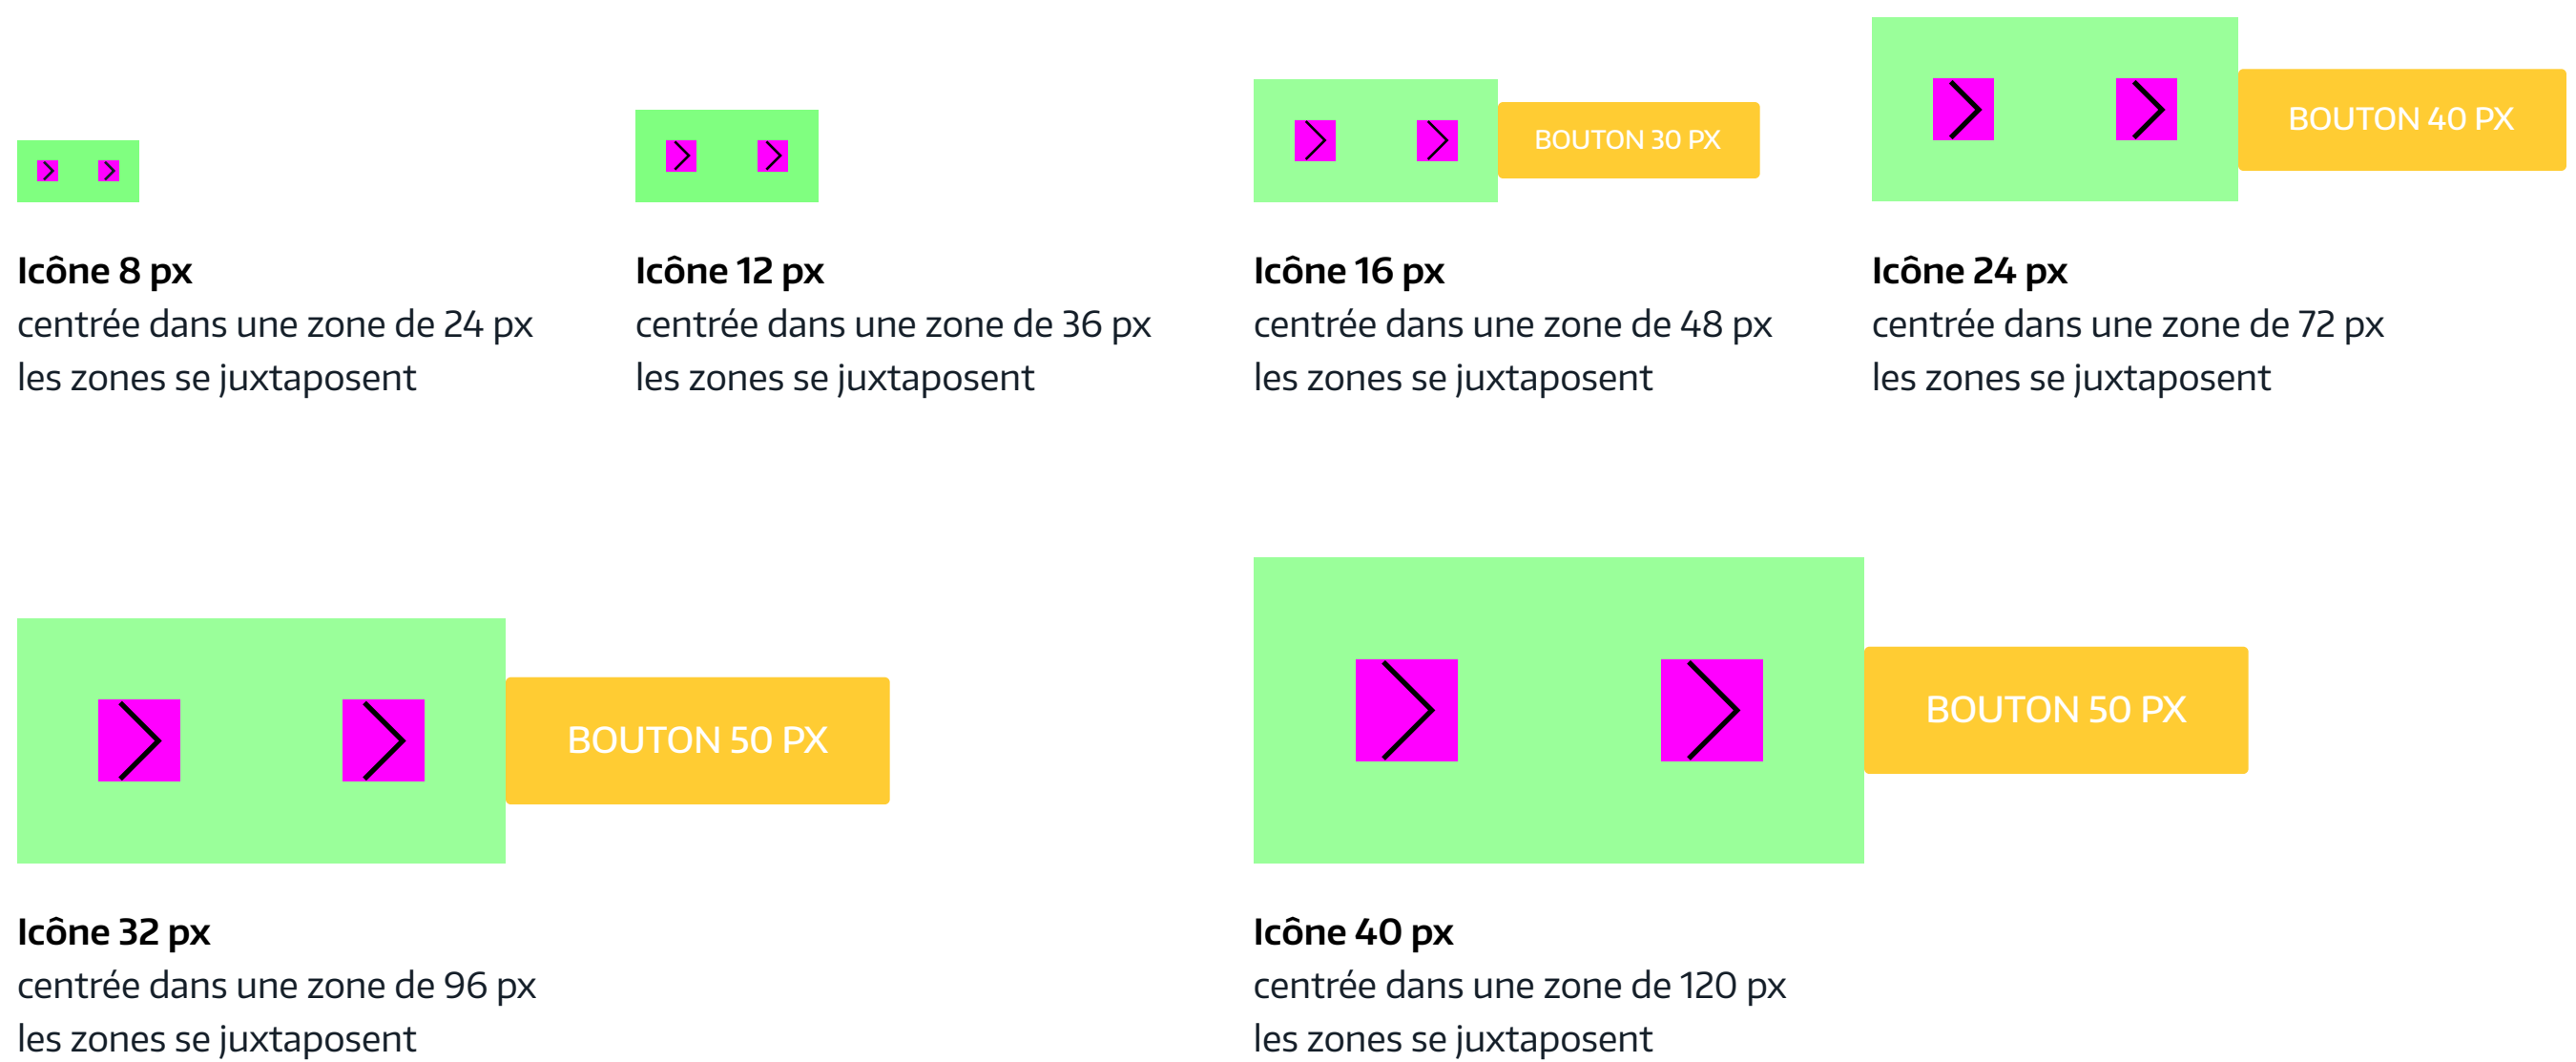 BOUTON 30 PX
BOUTON 40 PX
Icône 8 px
centrée dans une zone de 24 px
les zones se juxtaposent
Icône 12 px
centrée dans une zone de 36 px
les zones se juxtaposent
Icône 16 px
centrée dans une zone de 48 px
les zones se juxtaposent
Icône 24 px
centrée dans une zone de 72 px
les zones se juxtaposent
BOUTON 50 PX
BOUTON 50 PX
Icône 32 px
centrée dans une zone de 96 px
les zones se juxtaposent
Icône 40 px
centrée dans une zone de 120 px
les zones se juxtaposent